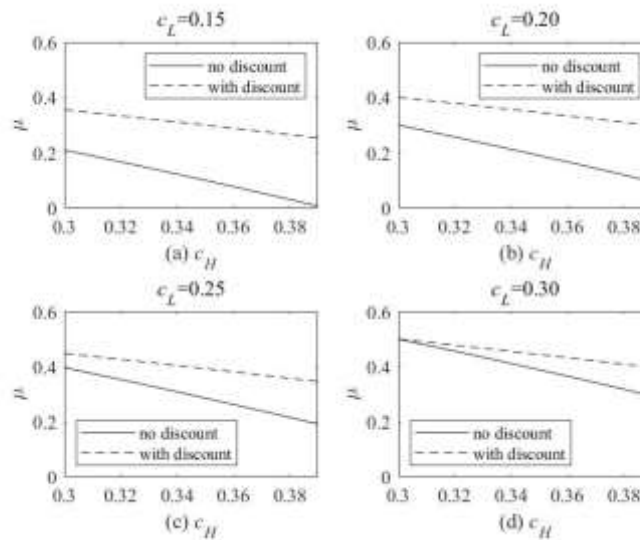 c_L=0.15
0.6
0.4
0.2
0
μ
no discount
with discount
0.3 0.32 0.34 0.36 0.38
(a) c_H
c_L=0.20
0.6
0.4
0.2
0
μ
no discount
with discount
0.3 0.32 0.34 0.36 0.38
(b) c_H
c_L=0.25
0.6
0.4
0.2
0
μ
no discount
with discount
0.3 0.32 0.34 0.36 0.38
(c) c_H
c_L=0.30
0.6
0.4
0.2
0
μ
no discount
with discount
0.3 0.32 0.34 0.36 0.38
(d) c_H